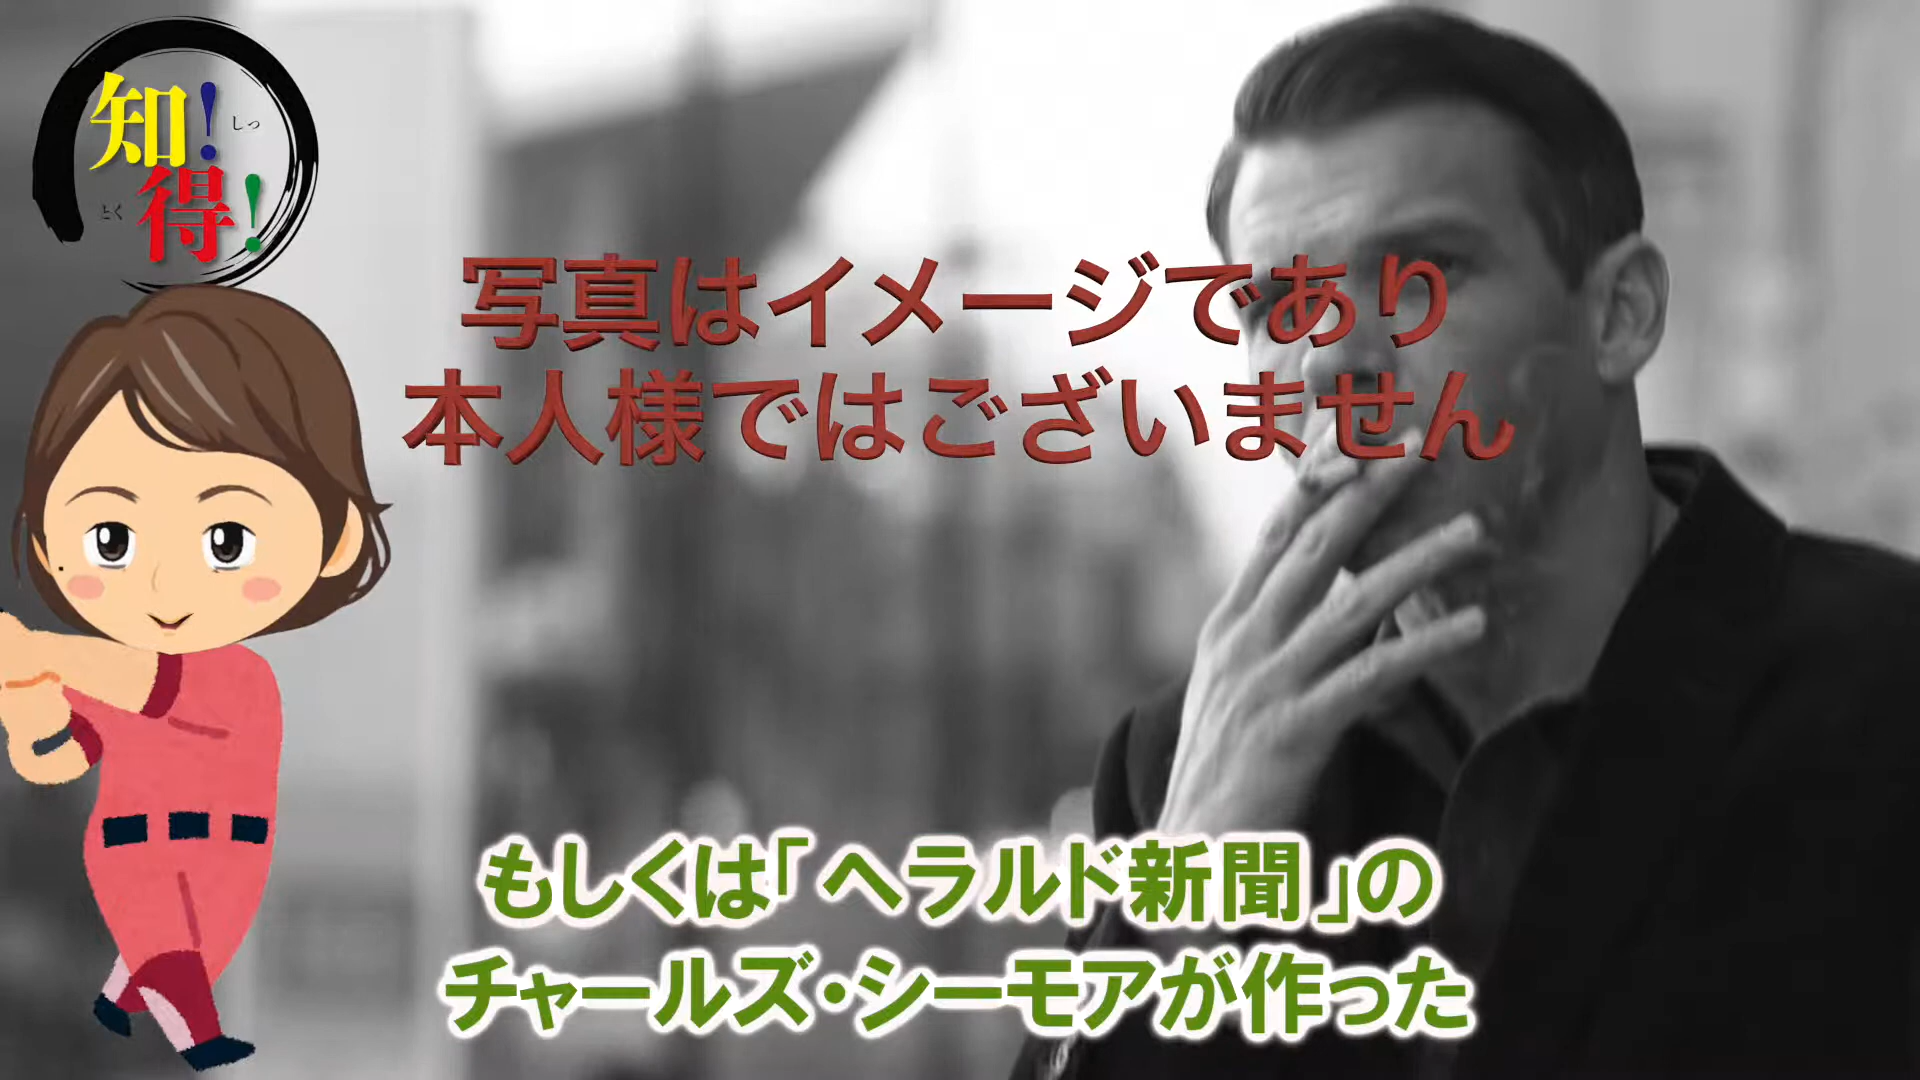 知!
しっ
とく
得!
写真はイメージであり
本人様ではございません
もしくは「ヘラルド新聞」の
チャールズ・シーモアが作った